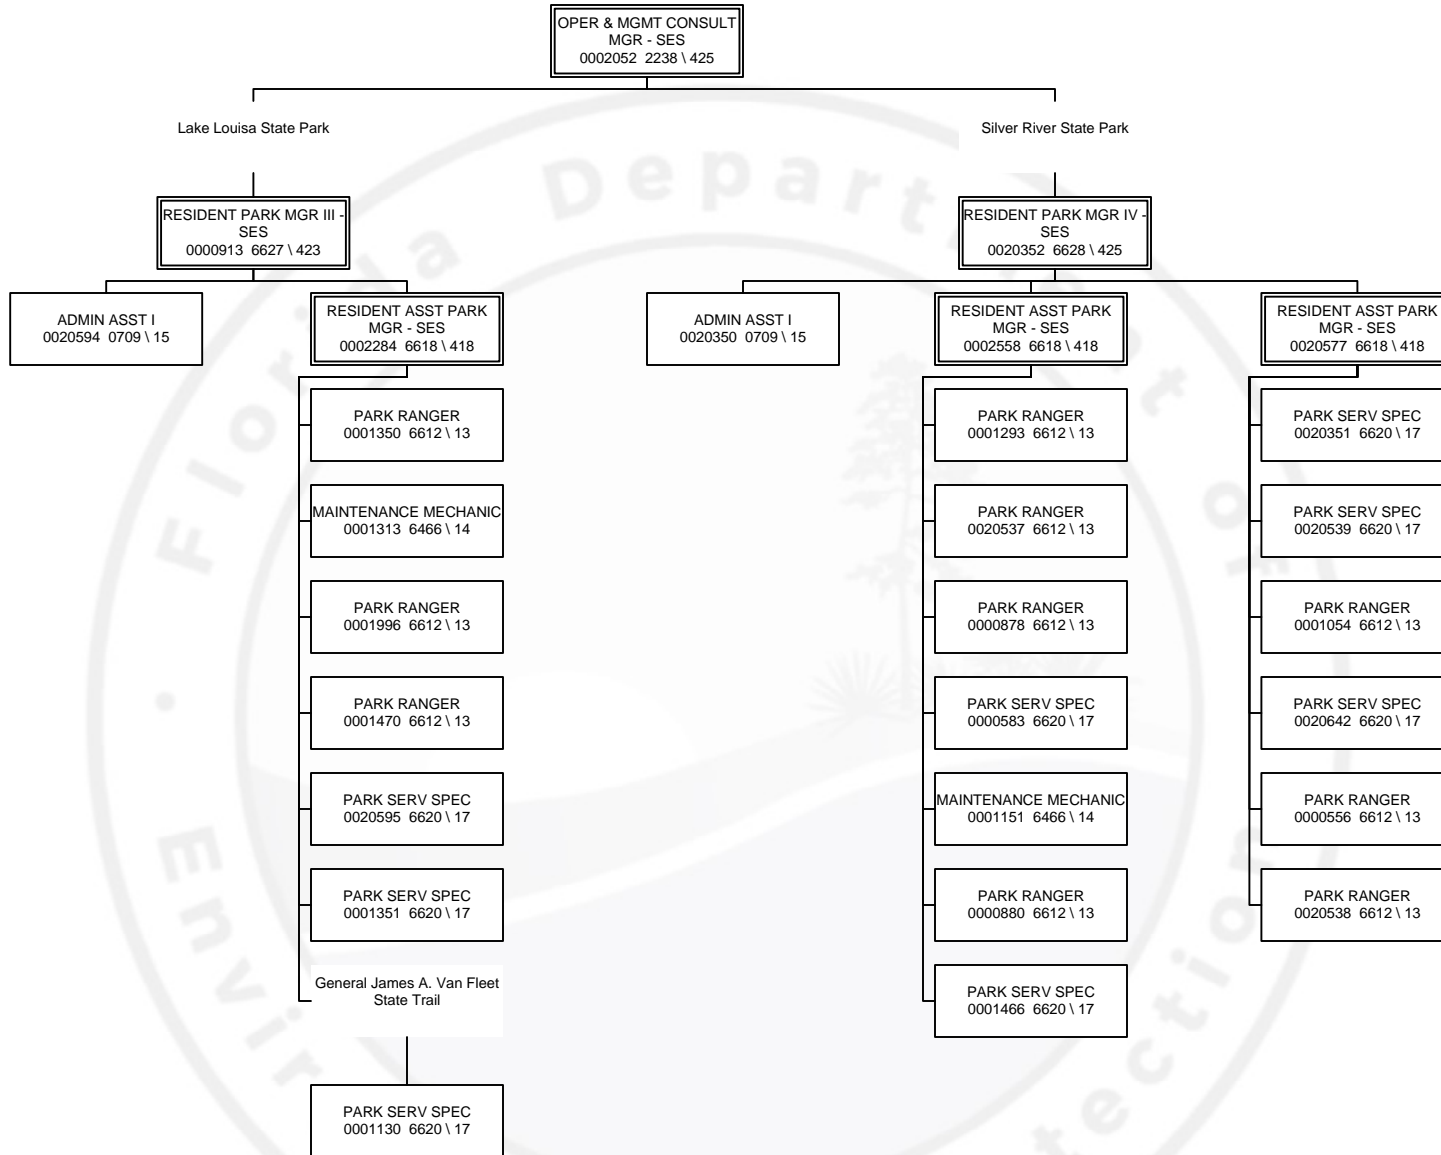 OPER & MGMT CONSULT
MGR - SES
0002052 2238 \ 425
Lake Louisa State Park
Silver River State Park
RESIDENT PARK MGR III -
SES
0000913 6627 \ 423
RESIDENT PARK MGR IV -
SES
0020352 6628 \ 425
ADMIN ASST I
0020594 0709 \ 15
RESIDENT ASST PARK
MGR - SES
0002284 6618 \ 418
ADMIN ASST I
0020350 0709 \ 15
RESIDENT ASST PARK
MGR - SES
0002558 6618 \ 418
RESIDENT ASST PARK
MGR - SES
0020577 6618 \ 418
PARK RANGER
0001350 6612 \ 13
MAINTENANCE MECHANIC
0001313 6466 \ 14
PARK RANGER
0001996 6612 \ 13
PARK RANGER
0001470 6612 \ 13
PARK SERV SPEC
0020595 6620 \ 17
PARK SERV SPEC
0001351 6620 \ 17
General James A. Van Fleet
State Trail
PARK SERV SPEC
0001130 6620 \ 17
PARK RANGER
0001293 6612 \ 13
PARK RANGER
0020537 6612 \ 13
PARK RANGER
0000878 6612 \ 13
PARK SERV SPEC
0000583 6620 \ 17
MAINTENANCE MECHANIC
0001151 6466 \ 14
PARK RANGER
0000880 6612 \ 13
PARK SERV SPEC
0001466 6620 \ 17
PARK SERV SPEC
0020351 6620 \ 17
PARK SERV SPEC
0020539 6620 \ 17
PARK RANGER
0001054 6612 \ 13
PARK SERV SPEC
0020642 6620 \ 17
PARK RANGER
0000556 6612 \ 13
PARK RANGER
0020538 6612 \ 13
Florida Depart of
Envir ection